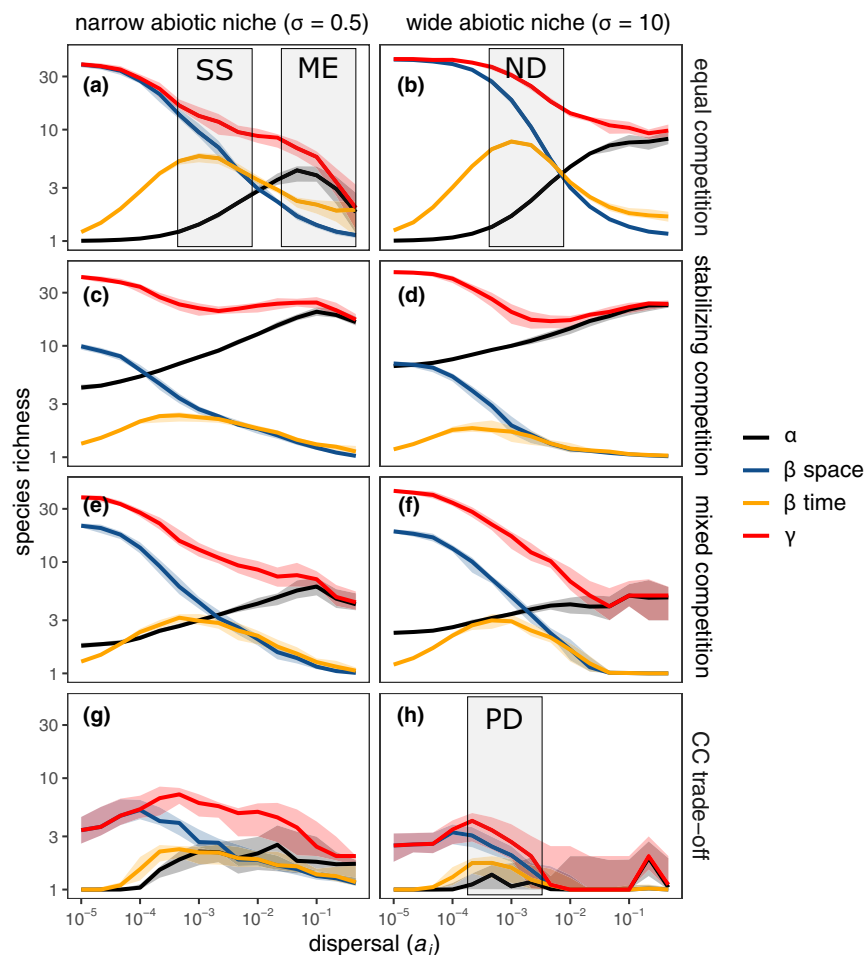 narrow abiotic niche (σ = 0.5)
wide abiotic niche (σ = 10)
(a)
SS
ME
(b)
ND
equal competition
30
10
3
1
(c)
(d)
stabilizing competition
30
10
3
1
(e)
(f)
mixed competition
30
10
3
1
(g)
(h)
PD
CC trade−off
30
10
3
1
species richness
10⁻⁵ 10⁻⁴ 10⁻³ 10⁻² 10⁻¹
10⁻⁵ 10⁻⁴ 10⁻³ 10⁻² 10⁻¹
dispersal (aᵢ)
α
β space
β time
γ